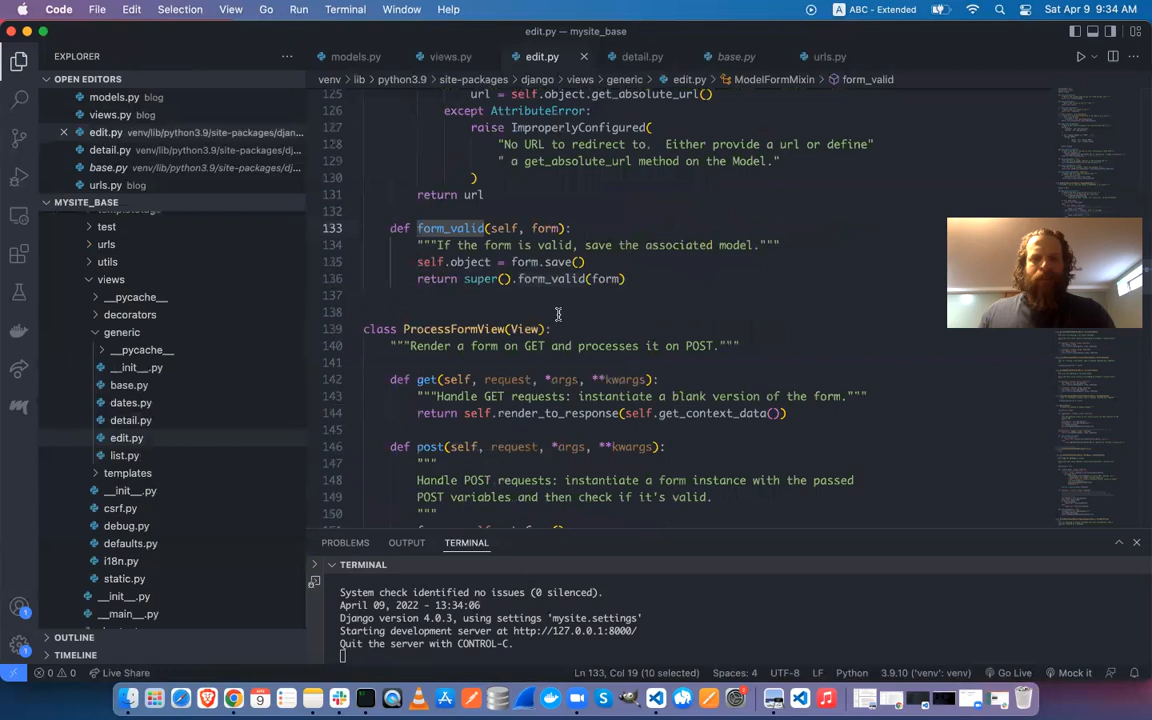 Code File Edit Selection View Go Run Terminal Window Help
A ABC - Extended Sat Apr 9 9:34 AM
edit.py — mysite_base
EXPLORER
OPEN EDITORS
models.py blog
views.py blog
edit.py venv/lib/python3.9/site-packages/djan...
detail.py venv/lib/python3.9/site-packages/dj...
base.py venv/lib/python3.9/site-packages/dj...
urls.py blog
MYSITE_BASE
templatetags
test
urls
utils
views
__pycache__
decorators
generic
__pycache__
__init__.py
base.py
dates.py
detail.py
edit.py
list.py
templates
__init__.py
csrf.py
debug.py
defaults.py
i18n.py
static.py
__init__.py
__main__.py
OUTLINE
TIMELINE
models.py views.py edit.py detail.py base.py urls.py
venv > lib > python3.9 > site-packages > django > views > generic > edit.py > ModelFormMixin > form_valid
125 url = self.object.get_absolute_url()
126 except AttributeError:
127 raise ImproperlyConfigured(
128 "No URL to redirect to.  Either provide a url or define"
129 " a get_absolute_url method on the Model."
130 )
131 return url
132
133 def form_valid(self, form):
134 """If the form is valid, save the associated model."""
135 self.object = form.save()
136 return super().form_valid(form)
137
138
139 class ProcessFormView(View):
140 """Render a form on GET and processes it on POST."""
141
142 def get(self, request, *args, **kwargs):
143 """Handle GET requests: instantiate a blank version of the form."""
144 return self.render_to_response(self.get_context_data())
145
146 def post(self, request, *args, **kwargs):
147 """
148 Handle POST requests: instantiate a form instance with the passed
149 POST variables and then check if it's valid.
150 """
PROBLEMS OUTPUT TERMINAL
TERMINAL
System check identified no issues (0 silenced).
April 09, 2022 - 13:34:06
Django version 4.0.3, using settings 'mysite.settings'
Starting development server at http://127.0.0.1:8000/
Quit the server with CONTROL-C.
0 0 Live Share Ln 133, Col 19 (10 selected) Spaces: 4 UTF-8 LF Python 3.9.10 ('venv': venv) Go Live Mock it